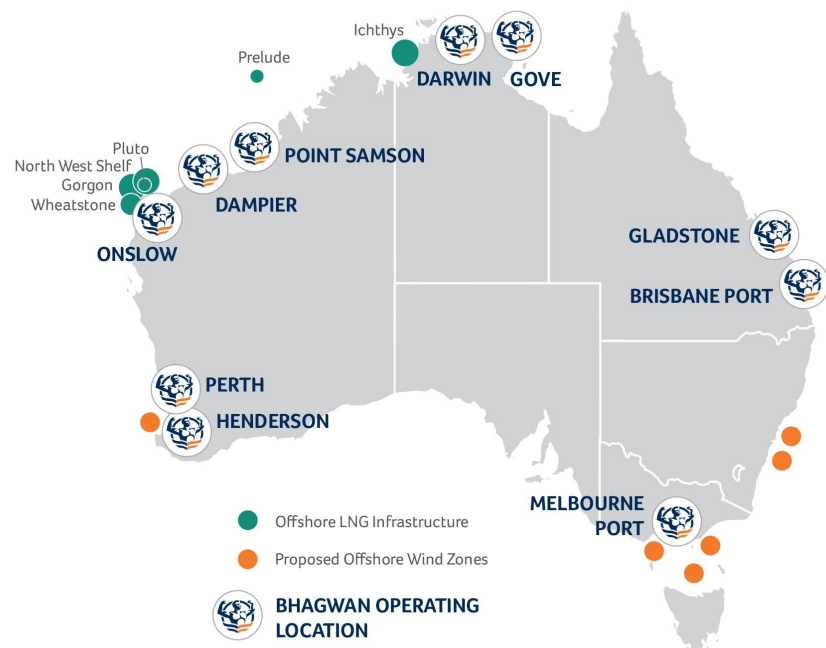 Ichthys
Prelude
DARWIN
GOVE
Pluto
North West Shelf
Gorgon
Wheatstone
POINT SAMSON
DAMPIER
ONSLOW
GLADSTONE
BRISBANE PORT
PERTH
HENDERSON
MELBOURNE
PORT
Offshore LNG Infrastructure
Proposed Offshore Wind Zones
BHAGWAN OPERATING
LOCATION